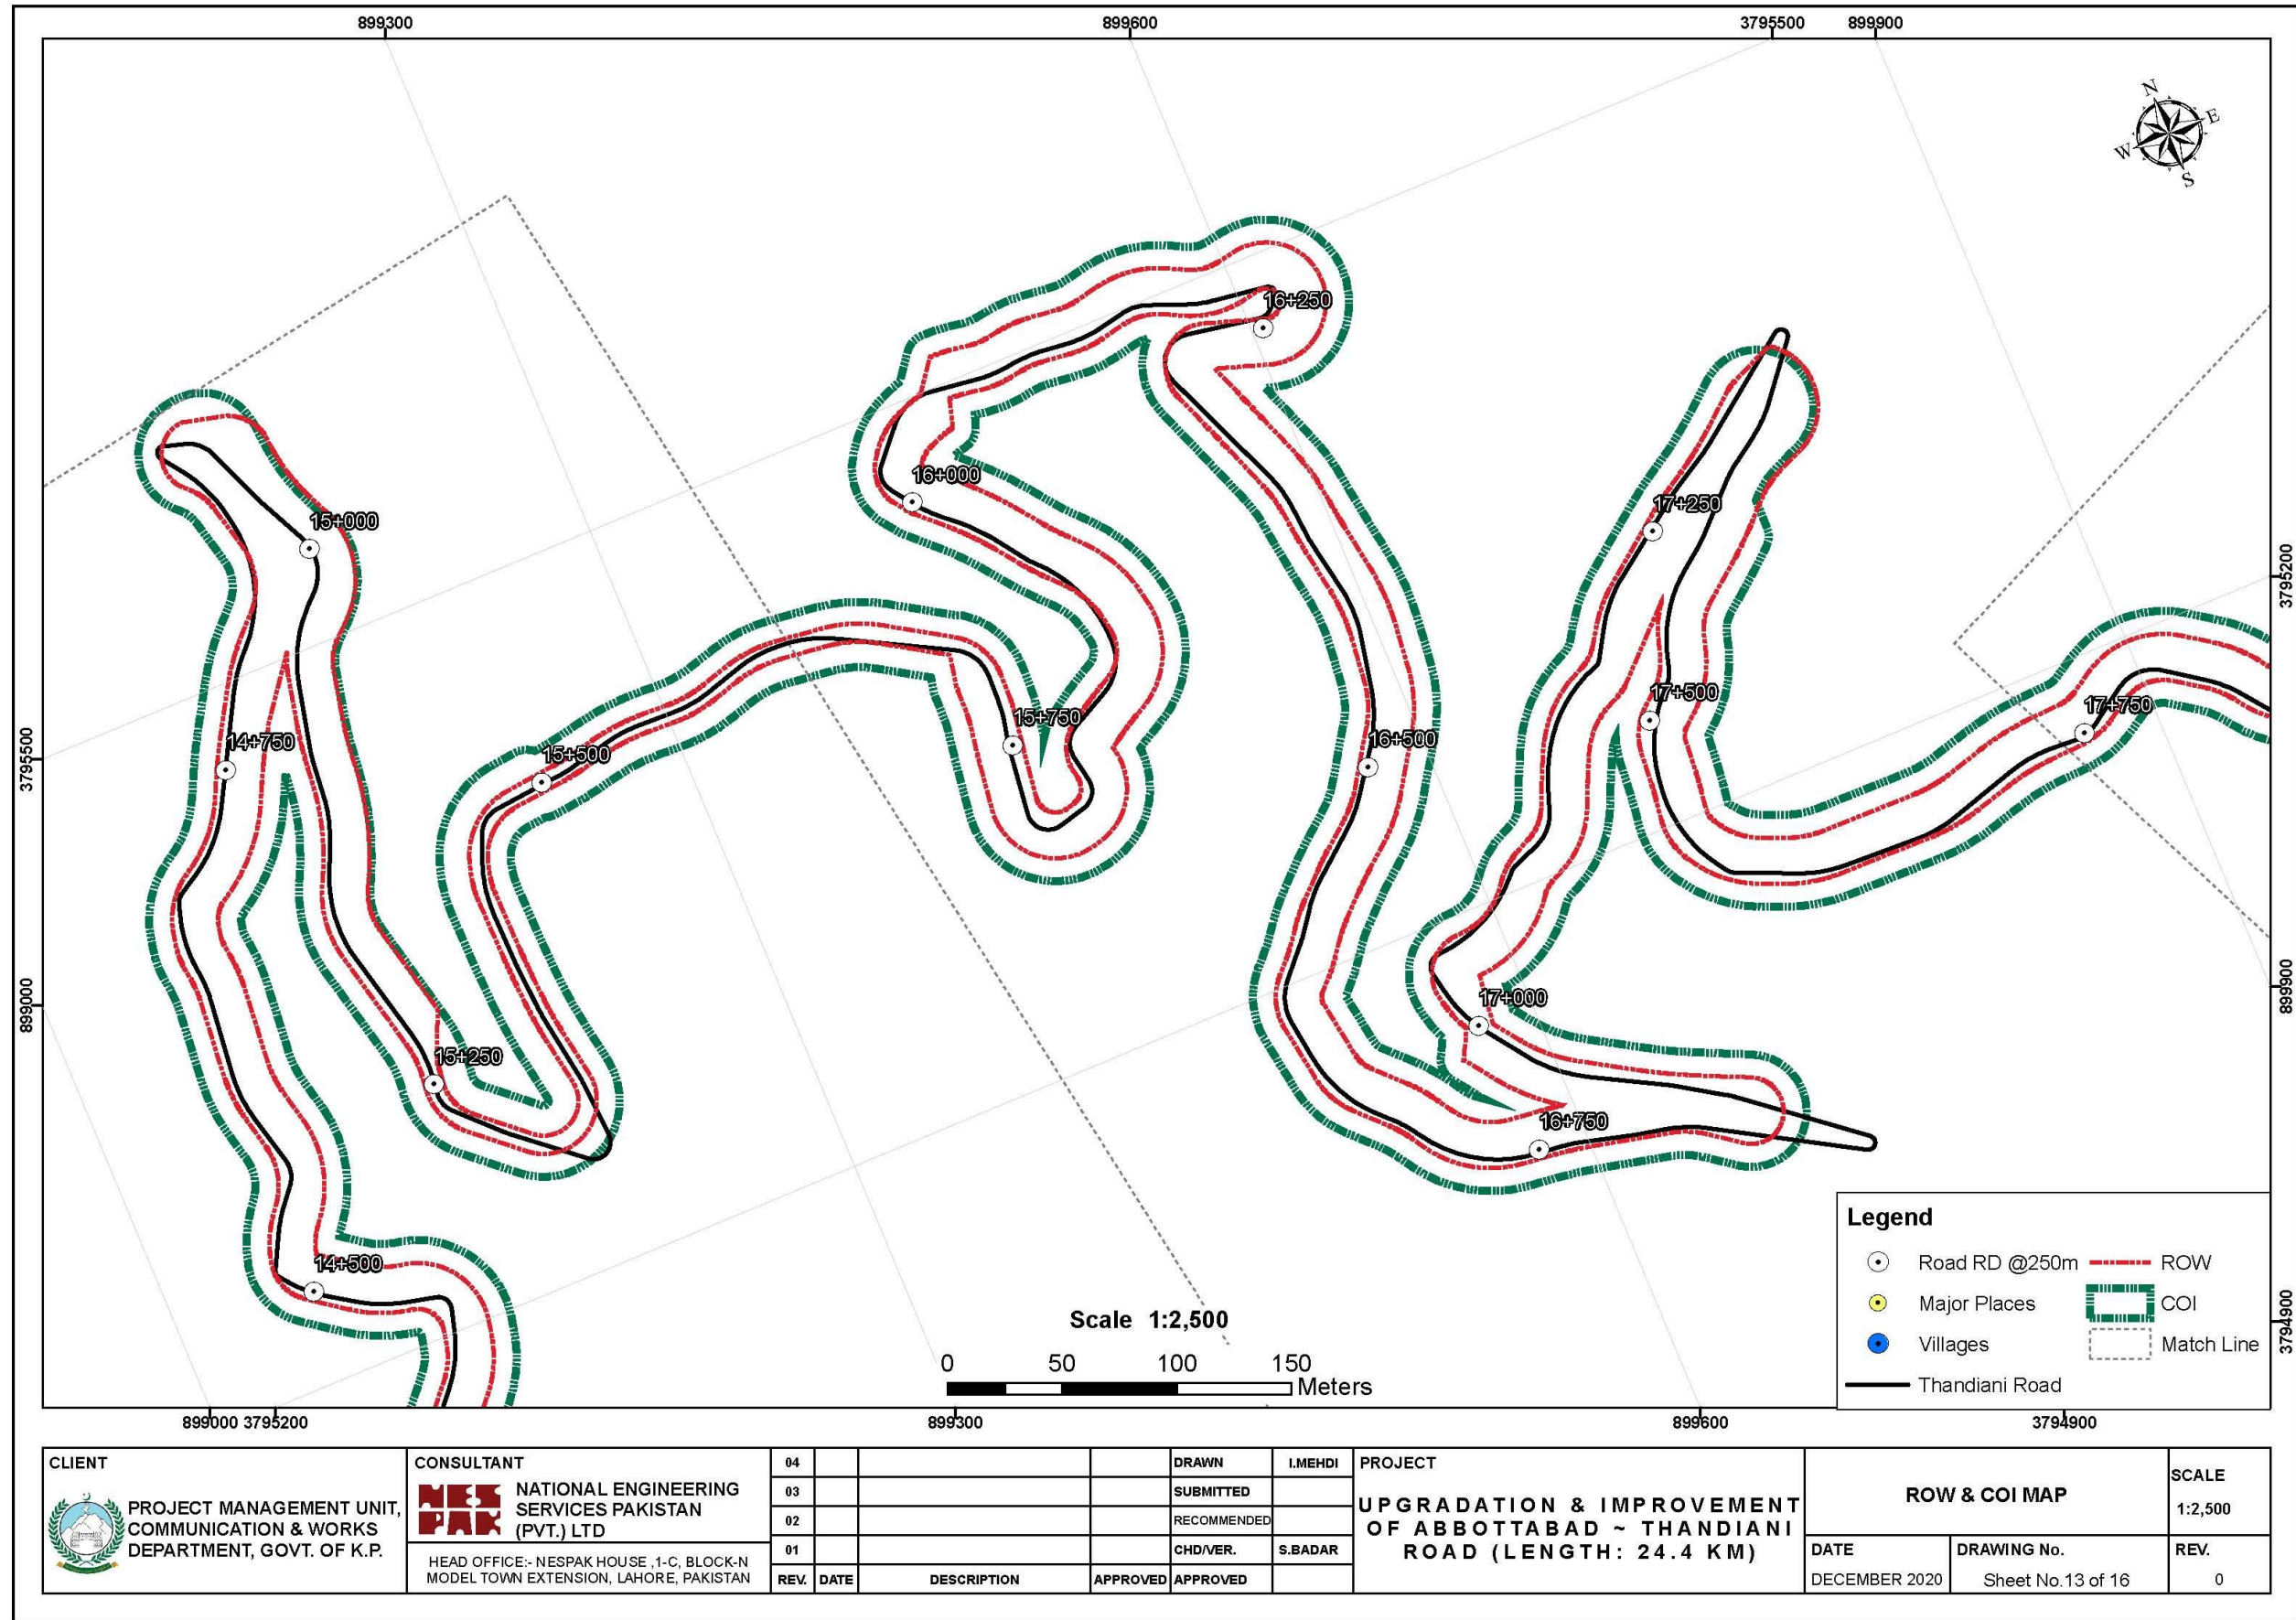 899300
899600
3795500
899900
N
E
W
S
16+250
15+000
16+000
17+250
3795200
17+500
17+750
15+750
14+750
15+500
16+500
3795500
899000
899900
17+000
15+250
16+750
14+500
3794900
Scale 1:2,500
0 50 100 150
Meters
Legend
Road RD @250m
ROW
Major Places
COI
Villages
Match Line
Thandiani Road
899000
3795200
899300
899600
3794900
CLIENT
PROJECT MANAGEMENT UNIT,
COMMUNICATION & WORKS
DEPARTMENT, GOVT. OF K.P.
CONSULTANT
NES
PAK
NATIONAL ENGINEERING
SERVICES PAKISTAN
(PVT.) LTD
HEAD OFFICE:- NESPAK HOUSE ,1-C, BLOCK-N
MODEL TOWN EXTENSION, LAHORE, PAKISTAN
04 DRAWN I.MEHDI
03 SUBMITTED
02 RECOMMENDED
01 CHD/VER. S.BADAR
REV. DATE DESCRIPTION APPROVED APPROVED
PROJECT
UPGRADATION & IMPROVEMENT
OF ABBOTTABAD ~ THANDIANI
ROAD (LENGTH: 24.4 KM)
ROW & COI MAP
SCALE
1:2,500
DATE
DECEMBER 2020
DRAWING No.
Sheet No.13 of 16
REV.
0